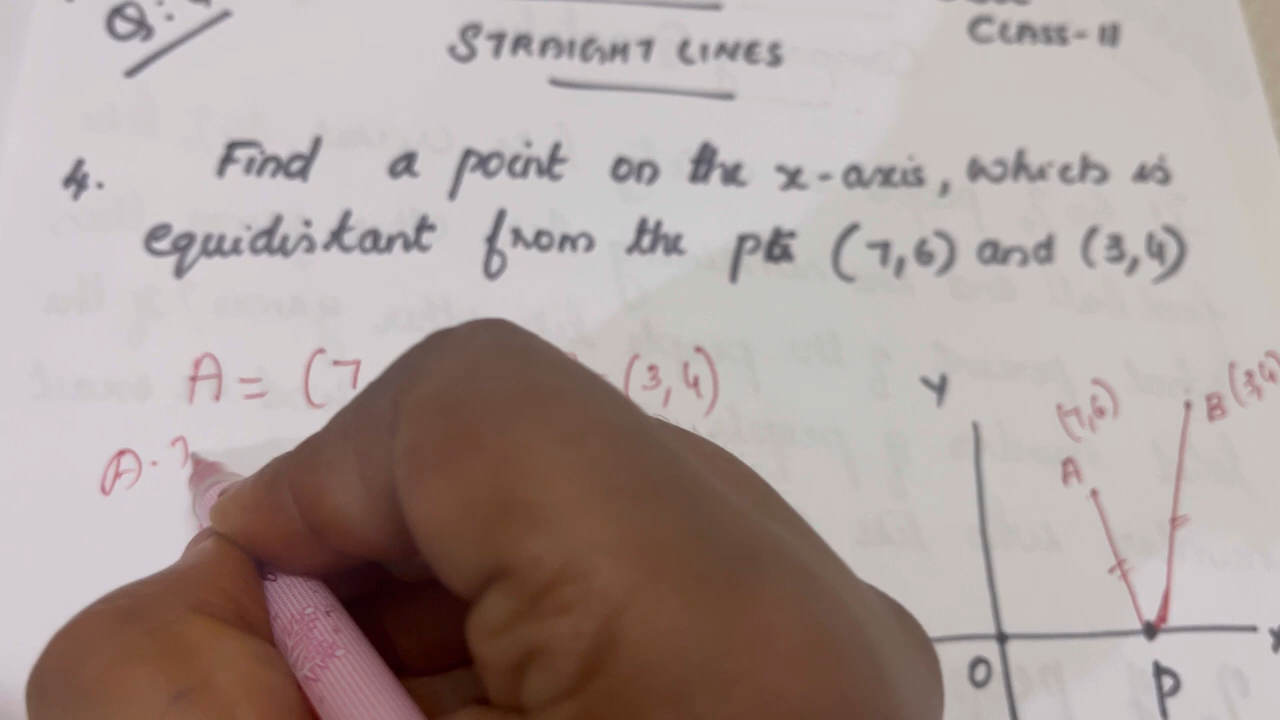 STRAIGHT LINES
CLASS-11
4. Find a point on the x-axis, which is
equidistant from the pts (7,6) and (3,4)
A = (7 (3,4)
Y
(7,6)
A
B (3,4)
O
P